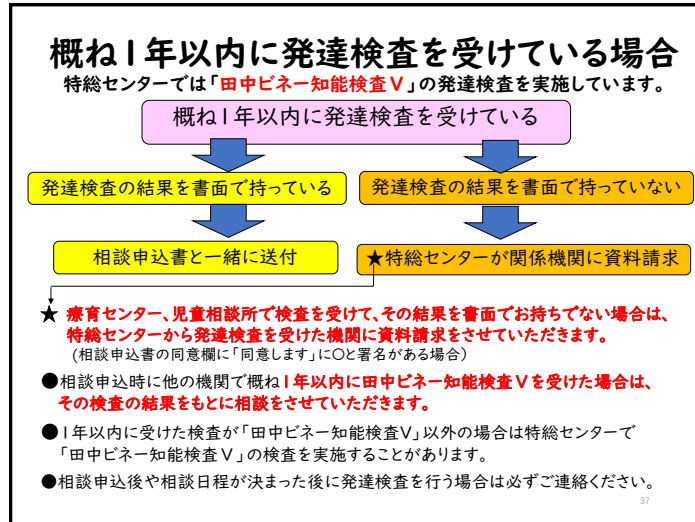 概ね1年以内に発達検査を受けている場合
特総センターでは「田中ビネー知能検査Ⅴ」の発達検査を実施しています。
概ね1年以内に発達検査を受けている
発達検査の結果を書面で持っている
発達検査の結果を書面で持っていない
相談申込書と一緒に送付
★特総センターが関係機関に資料請求
★ 療育センター、児童相談所で検査を受けて、その結果を書面でお持ちでない場合は、
特総センターから発達検査を受けた機関に資料請求をさせていただきます。
(相談申込書の同意欄に「同意します」に○と署名がある場合)
●相談申込時に他の機関で概ね1年以内に田中ビネー知能検査Ⅴを受けた場合は、
その検査の結果をもとに相談をさせていただきます。
●1年以内に受けた検査が「田中ビネー知能検査Ⅴ」以外の場合は特総センターで
「田中ビネー知能検査Ⅴ」の検査を実施することがあります。
●相談申込後や相談日程が決まった後に発達検査を行う場合は必ずご連絡ください。
37